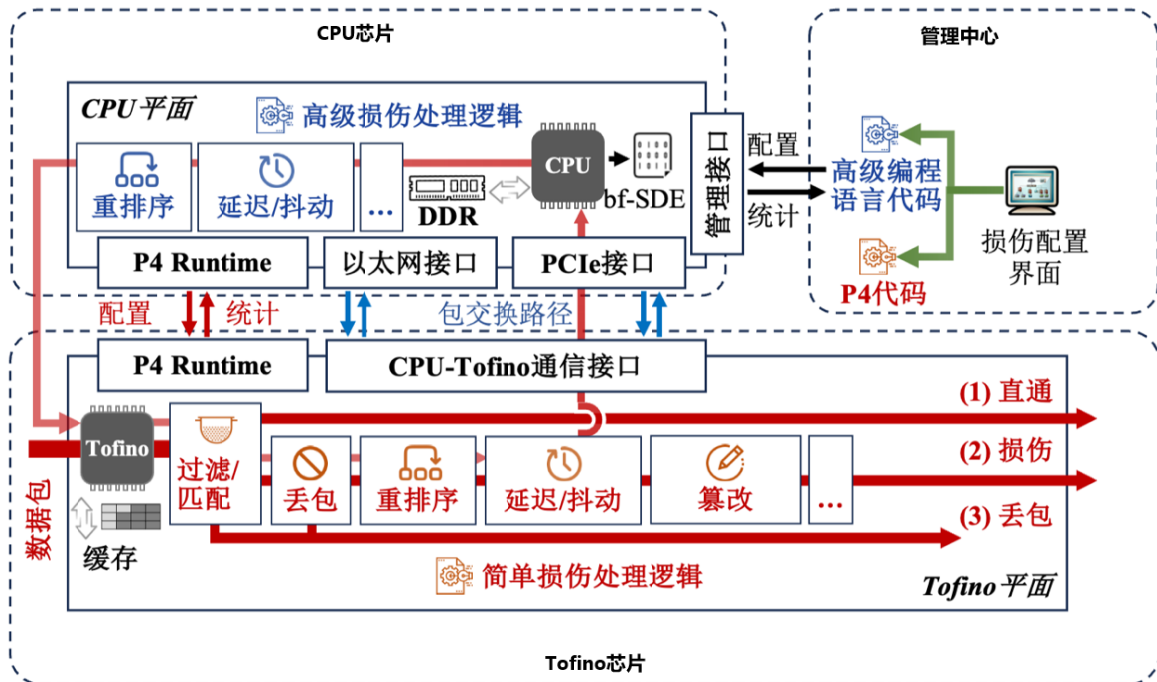 CPU芯片
管理中心
CPU平面
高级损伤处理逻辑
重排序
延迟/抖动
...
DDR
CPU
bf-SDE
管理接口
配置
统计
高级编程
语言代码
P4代码
损伤配置
界面
P4 Runtime
以太网接口
PCIe接口
配置
统计
包交换路径
P4 Runtime
CPU-Tofino通信接口
Tofino
数据包
缓存
过滤/
匹配
丢包
重排序
延迟/抖动
篡改
...
(1) 直通
(2) 损伤
(3) 丢包
简单损伤处理逻辑
Tofino平面
Tofino芯片